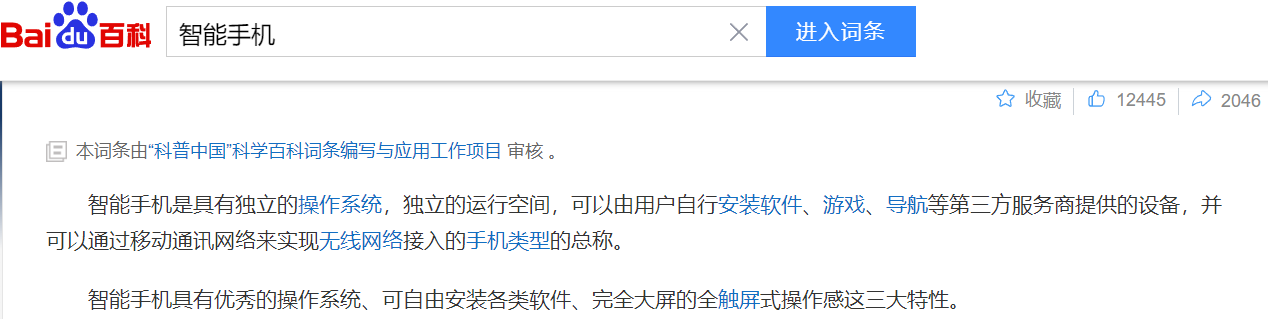 Bai du 百科 智能手机 进入词条
收藏 12445 2046
本词条由“科普中国”科学百科词条编写与应用工作项目 审核 。
智能手机是具有独立的操作系统，独立的运行空间，可以由用户自行安装软件、游戏、导航等第三方服务商提供的设备，并
可以通过移动通讯网络来实现无线网络接入的手机类型的总称。
智能手机具有优秀的操作系统、可自由安装各类软件、完全大屏的全触屏式操作感这三大特性。